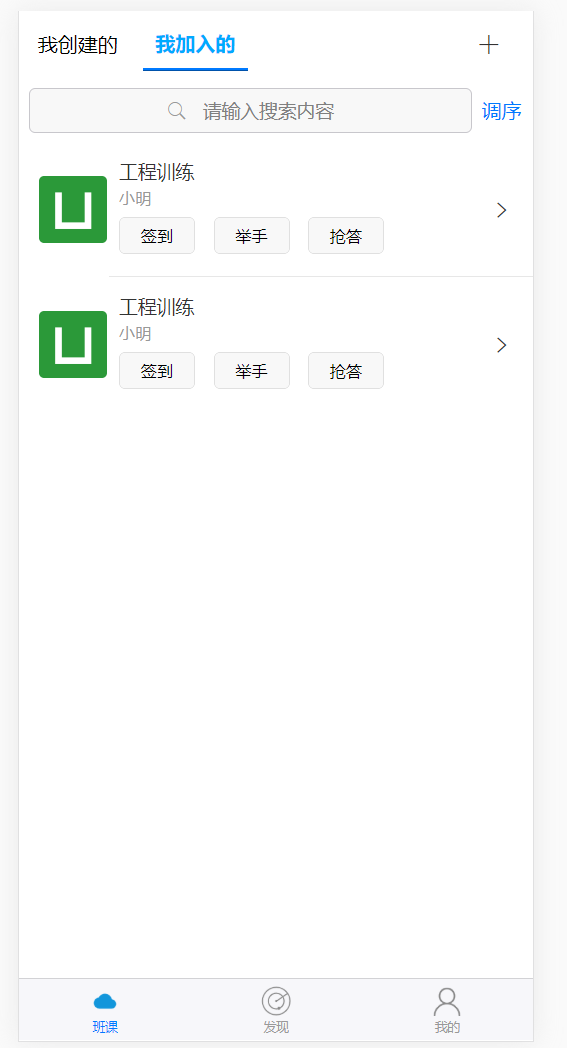 我创建的 我加入的
请输入搜索内容 调序
工程训练
小明
签到 举手 抢答
工程训练
小明
签到 举手 抢答
班课 发现 我的